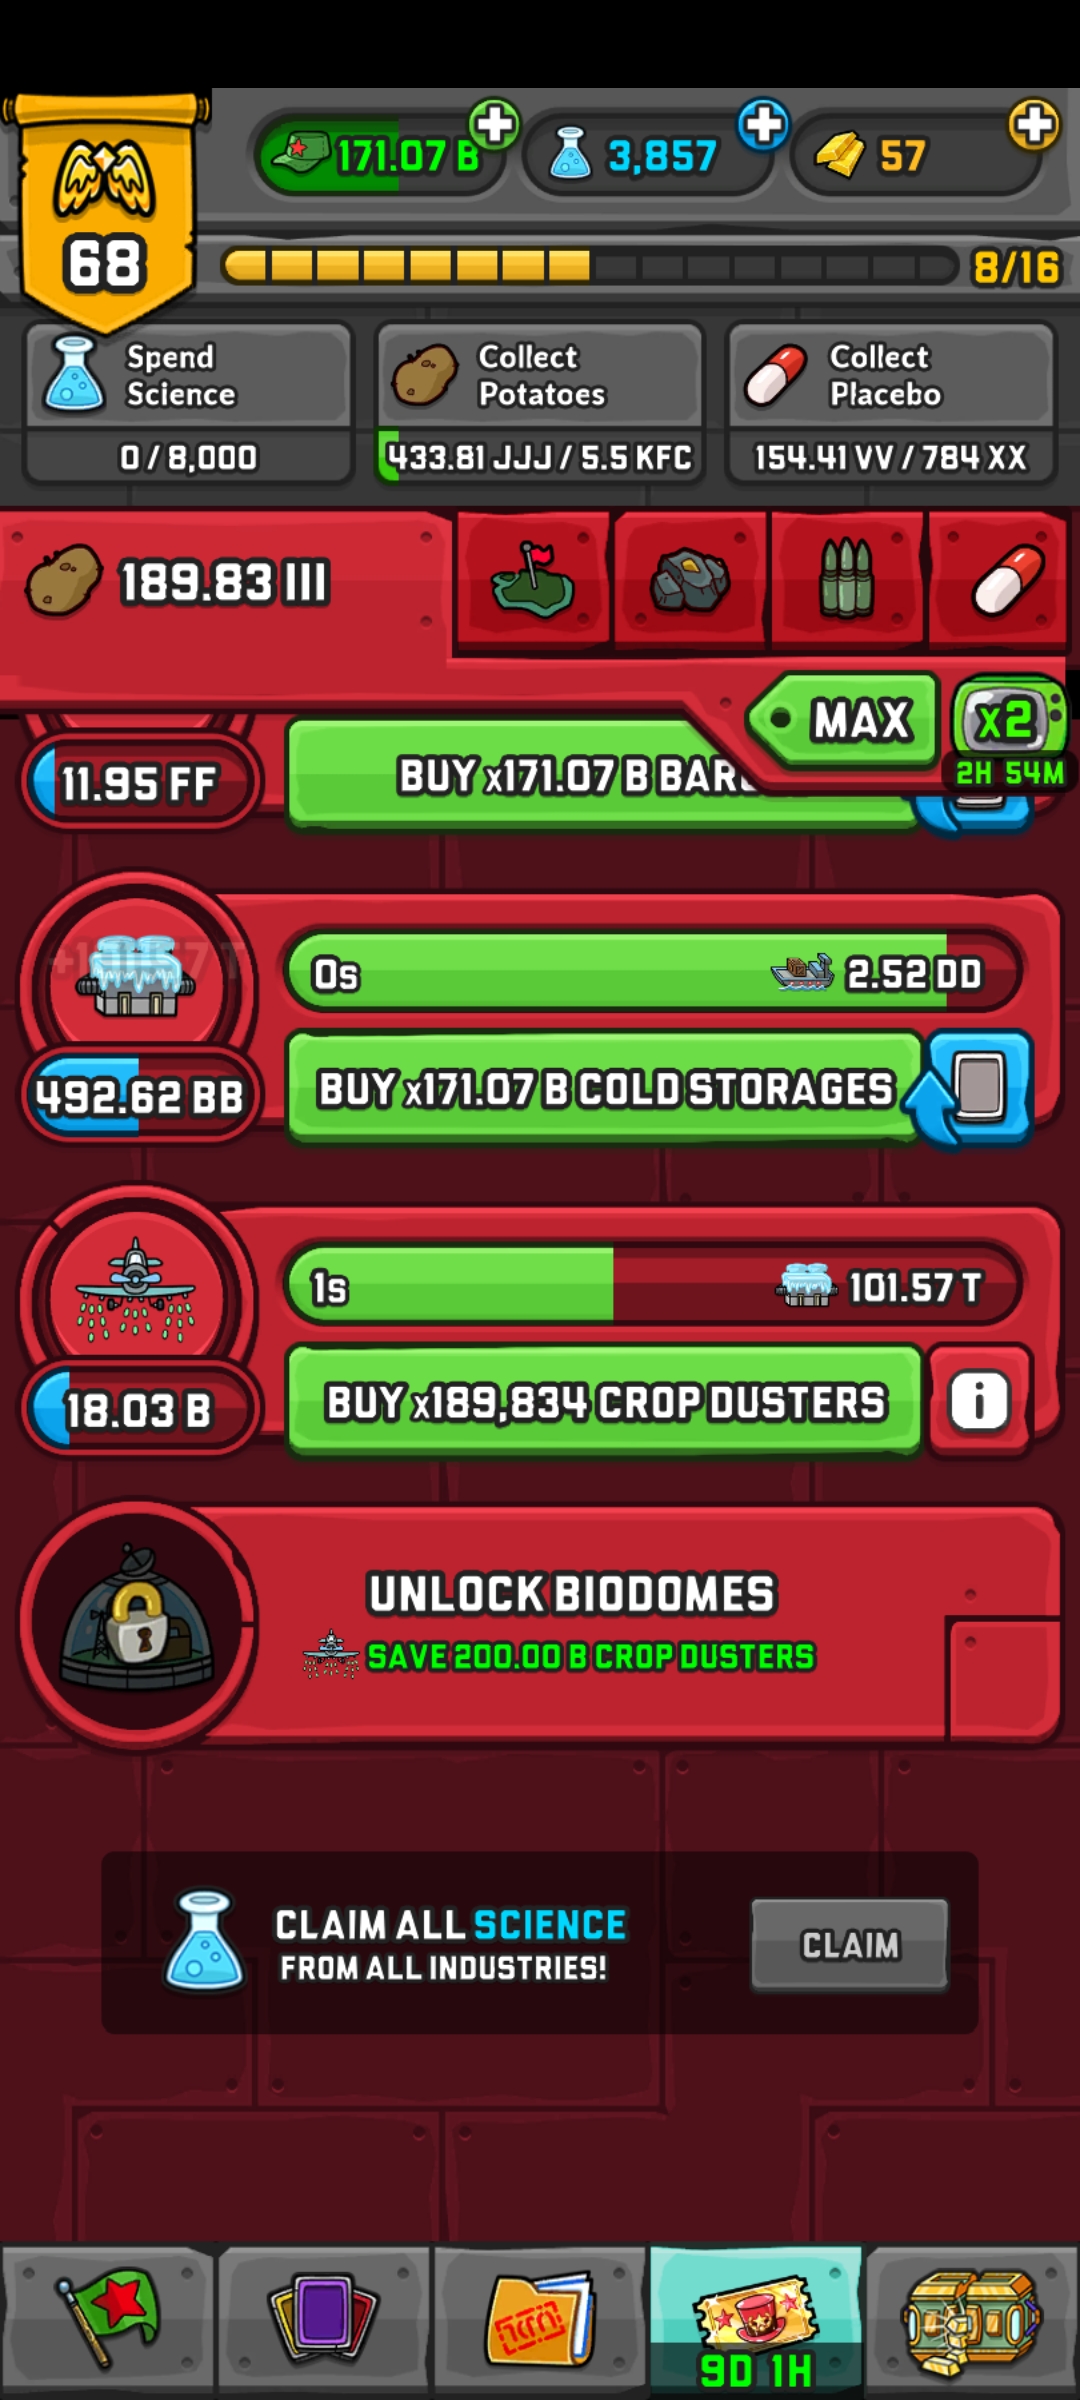 171.07 B
3,857
57
68
8/16
Spend
Science
0 / 8,000
Collect
Potatoes
433.81 JJJ / 5.5 KFC
Collect
Placebo
154.41 VV / 784 XX
189.83 III
MAX
x2
2H 54M
11.95 FF
BUY x171.07 B
0s
2.52 DD
492.62 BB
BUY x171.07 B COLD STORAGES
1s
101.57 T
18.03 B
BUY x189,834 CROP DUSTERS
i
UNLOCK BIODOMES
SAVE 200.00 B CROP DUSTERS
CLAIM ALL SCIENCE
FROM ALL INDUSTRIES!
CLAIM
9D 1H